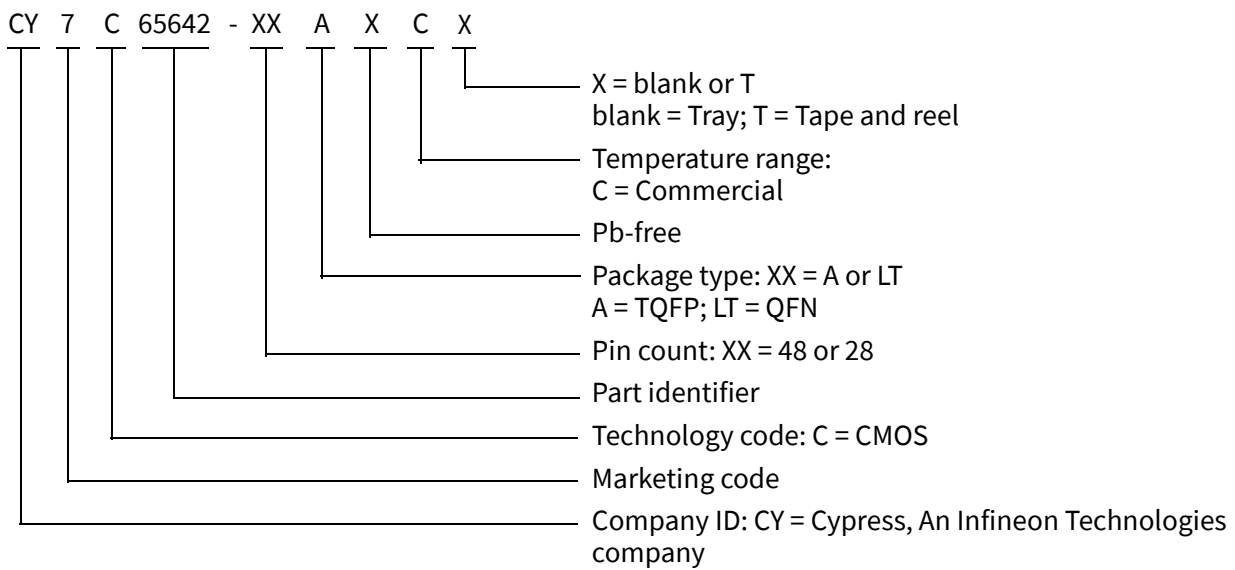 CY 7 C 65642 - XX A X C X
X = blank or T
blank = Tray; T = Tape and reel
Temperature range:
C = Commercial
Pb-free
Package type: XX = A or LT
A = TQFP; LT = QFN
Pin count: XX = 48 or 28
Part identifier
Technology code: C = CMOS
Marketing code
Company ID: CY = Cypress, An Infineon Technologies
company